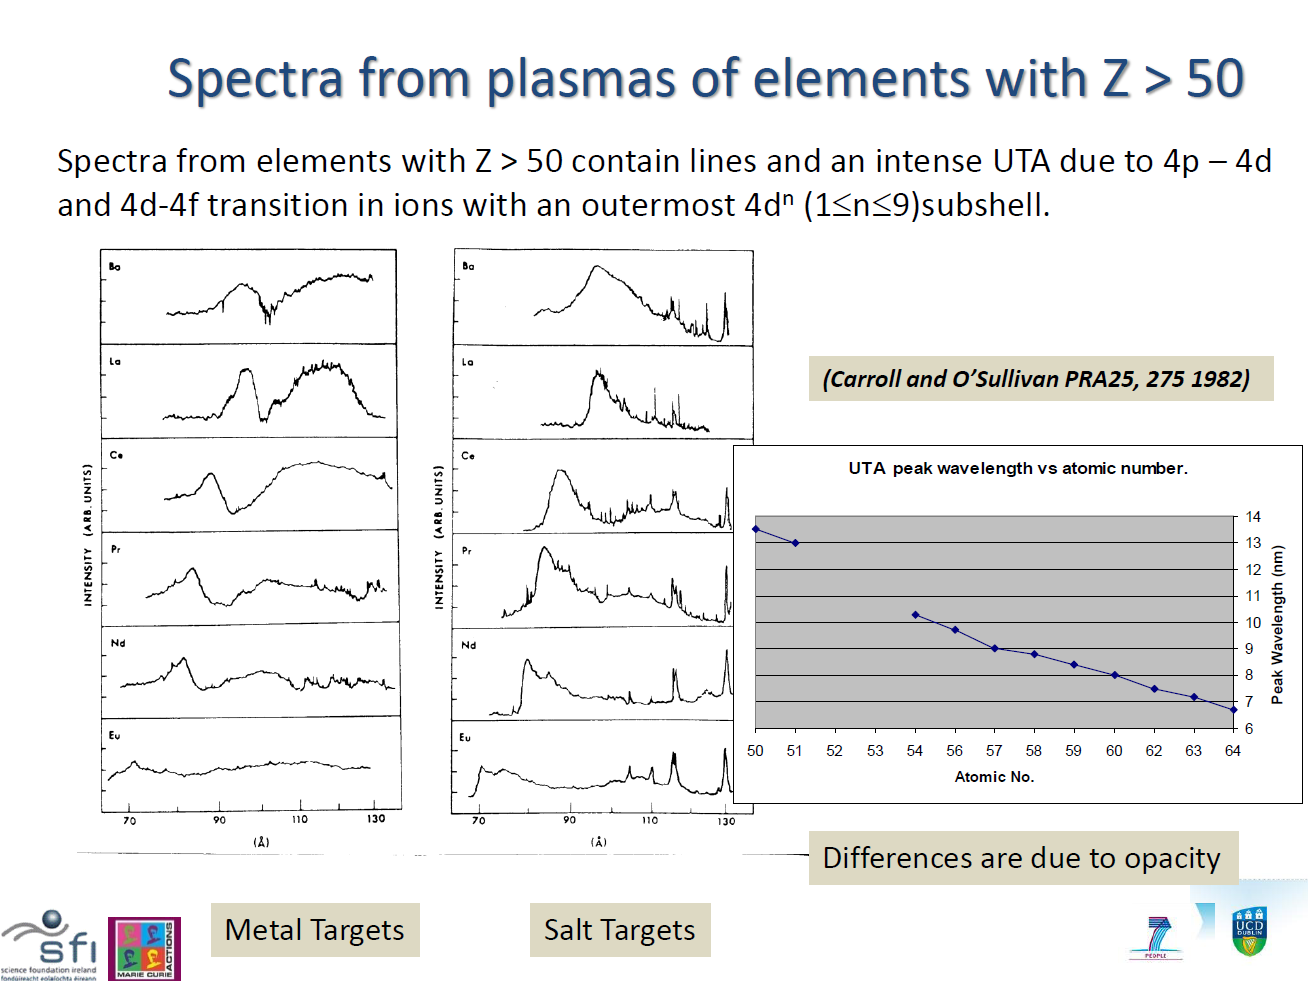 Spectra from plasmas of elements with Z > 50
Spectra from elements with Z > 50 contain lines and an intense UTA due to 4p – 4d
and 4d-4f transition in ions with an outermost 4dⁿ (1≤n≤9)subshell.
INTENSITY (ARB. UNITS)
Ba
La
Ce
Pr
Nd
Eu
70 90 110 130
(Å)
INTENSITY (ARB. UNITS)
Ba
La
Ce
Pr
Nd
Eu
70 90 110 130
(Å)
(Carroll and O'Sullivan PRA25, 275 1982)
UTA peak wavelength vs atomic number.
14
13
12
11
10
9
8
7
6
Peak Wavelength (nm)
50 51 52 53 54 56 57 58 59 60 62 63 64
Atomic No.
Differences are due to opacity
Metal Targets
Salt Targets
sfi
science foundation ireland
fondúireacht eolaíochta éireann
MARIE CURIE
ACTIONS
7
PEOPLE
UCD
DUBLIN